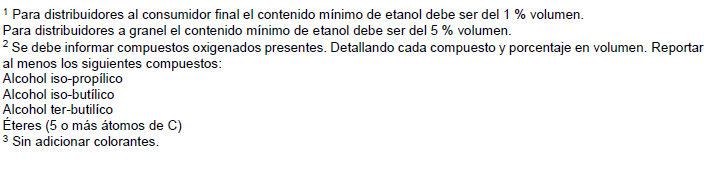 ¹ Para distribuidores al consumidor final el contenido mínimo de etanol debe ser del 1 % volumen.
Para distribuidores a granel el contenido mínimo de etanol debe ser del 5 % volumen.
² Se debe informar compuestos oxigenados presentes. Detallando cada compuesto y porcentaje en volumen. Reportar
al menos los siguientes compuestos:
Alcohol iso-propílico
Alcohol iso-butílico
Alcohol ter-butilíco
Éteres (5 o más átomos de C)
³ Sin adicionar colorantes.